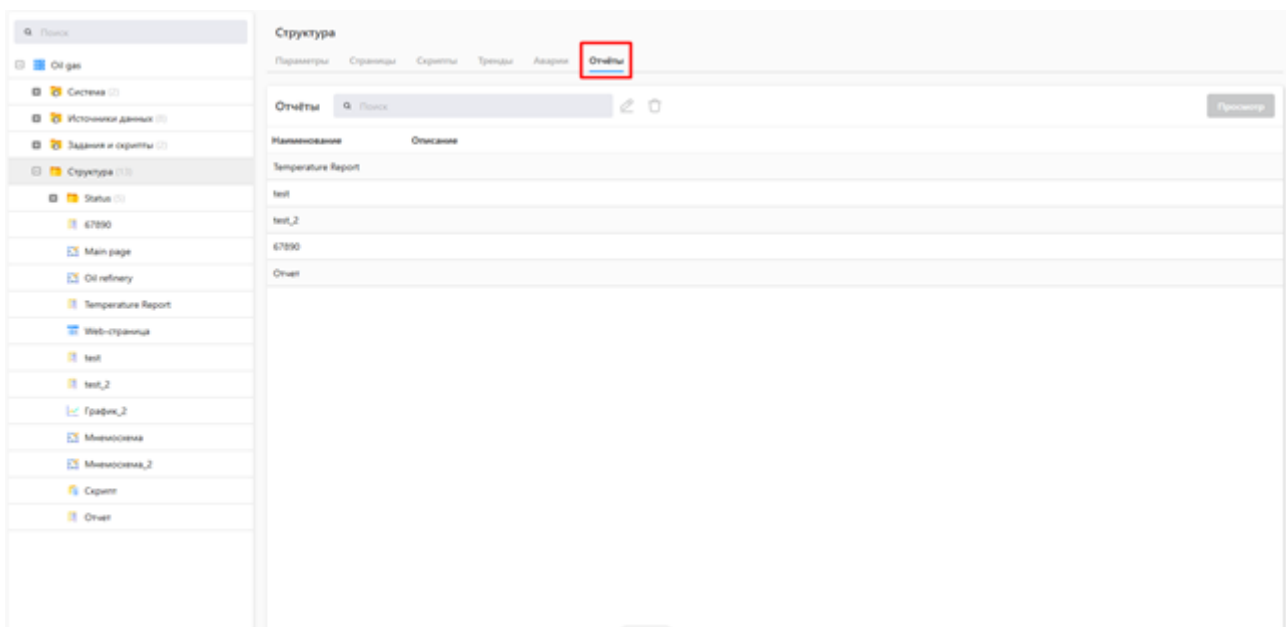 Поиск
Oil gas
Система (2)
Источники данных
Задания и скрипты (2)
Структура (13)
Status (5)
67890
Main page
Oil refinery
Temperature Report
Web-страница
test
test_2
График_2
Мнемосхема
Мнемосхема_2
Скрипт
Отчет
Структура
Параметры Страницы Скрипты Тренды Аварии Отчёты
Отчёты Поиск Просмотр
Наименование Описание
Temperature Report
test
test_2
67890
Отчет